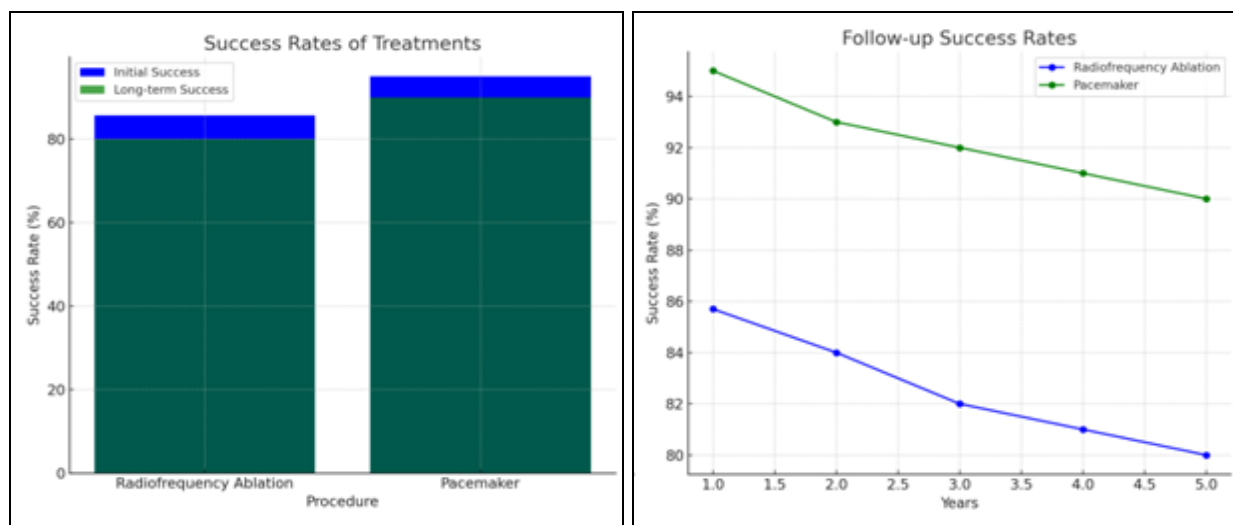 Success Rates of Treatments
Initial Success
Long-term Success
Success Rate (%)
80
60
40
20
0
Radiofrequency Ablation
Pacemaker
Procedure
Follow-up Success Rates
Radiofrequency Ablation
Pacemaker
Success Rate (%)
94
92
90
88
86
84
82
80
1.0 1.5 2.0 2.5 3.0 3.5 4.0 4.5 5.0
Years